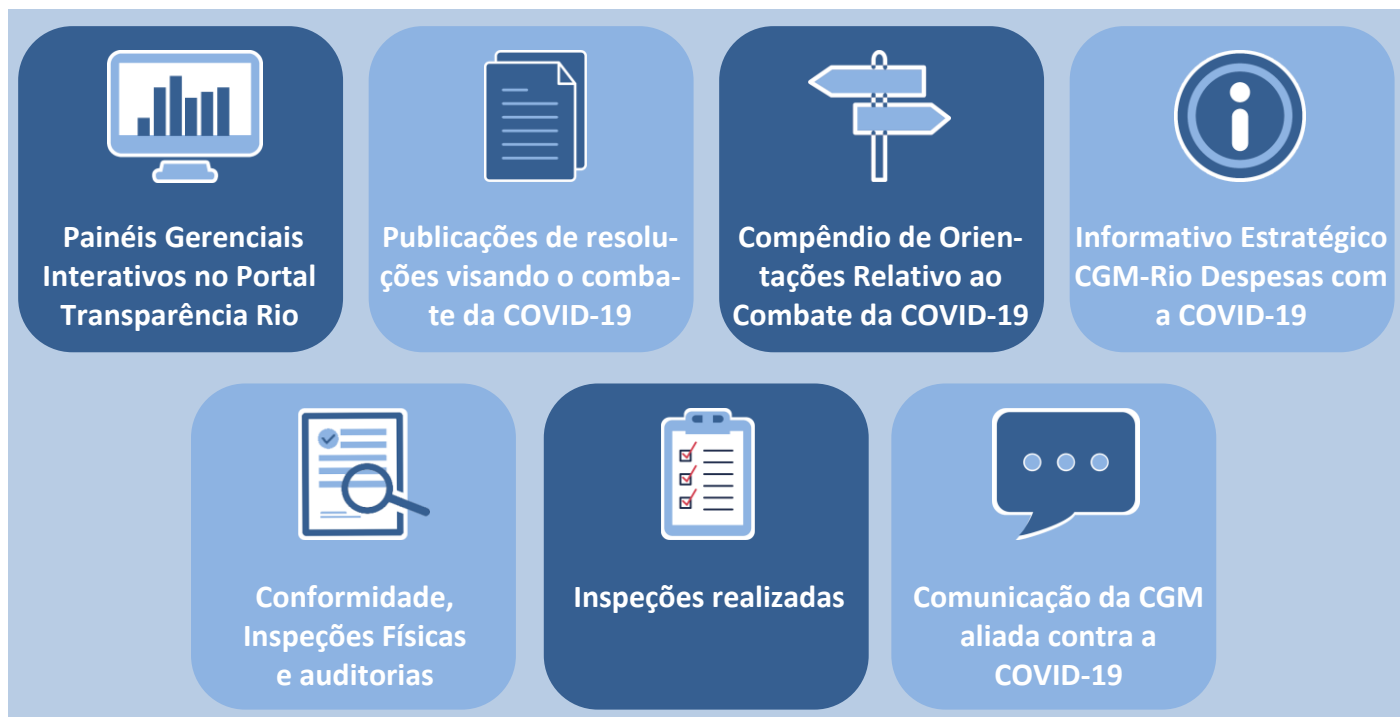 Painéis Gerenciais
Interativos no Portal
Transparência Rio
Publicações de resolu-
ções visando o comba-
te da COVID-19
Compêndio de Orien-
tações Relativo ao
Combate da COVID-19
Informativo Estratégico
CGM-Rio Despesas com
a COVID-19
Conformidade,
Inspeções Físicas
e auditorias
Inspeções realizadas
Comunicação da CGM
aliada contra a
COVID-19